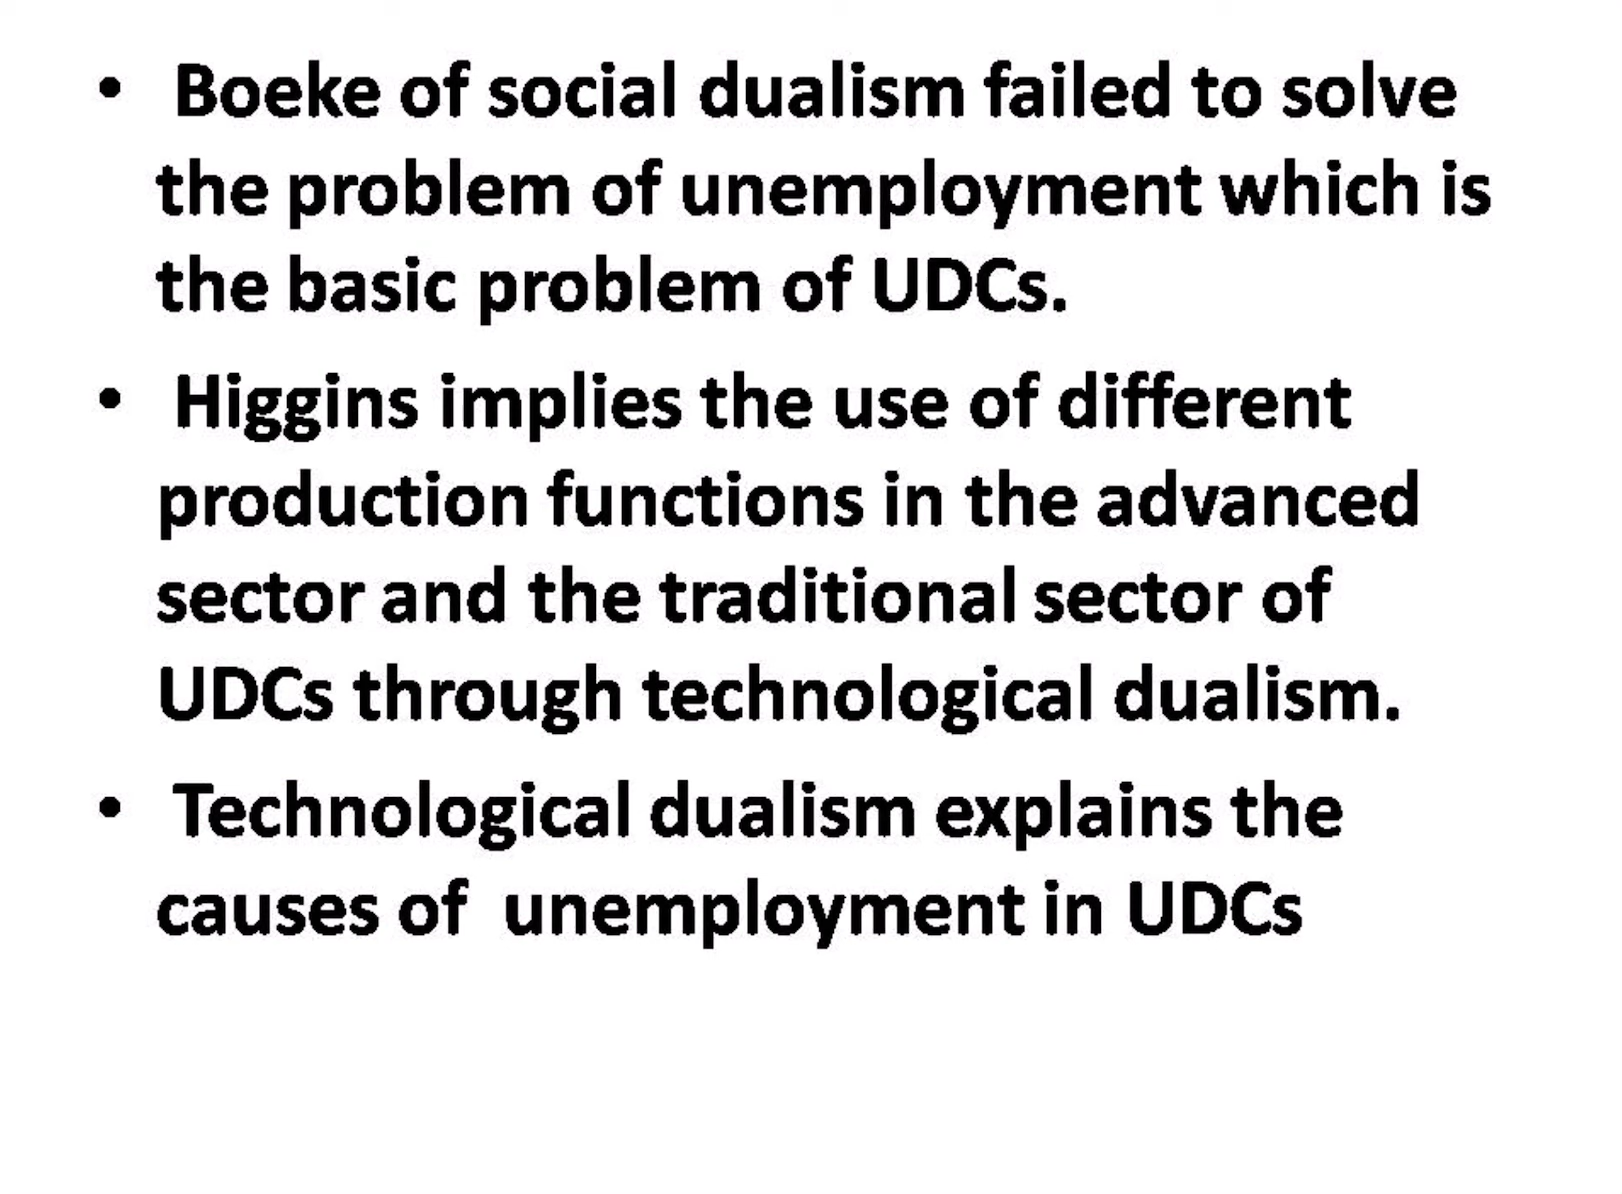 • Boeke of social dualism failed to solve
the problem of unemployment which is
the basic problem of UDCs.
• Higgins implies the use of different
production functions in the advanced
sector and the traditional sector of
UDCs through technological dualism.
• Technological dualism explains the
causes of unemployment in UDCs